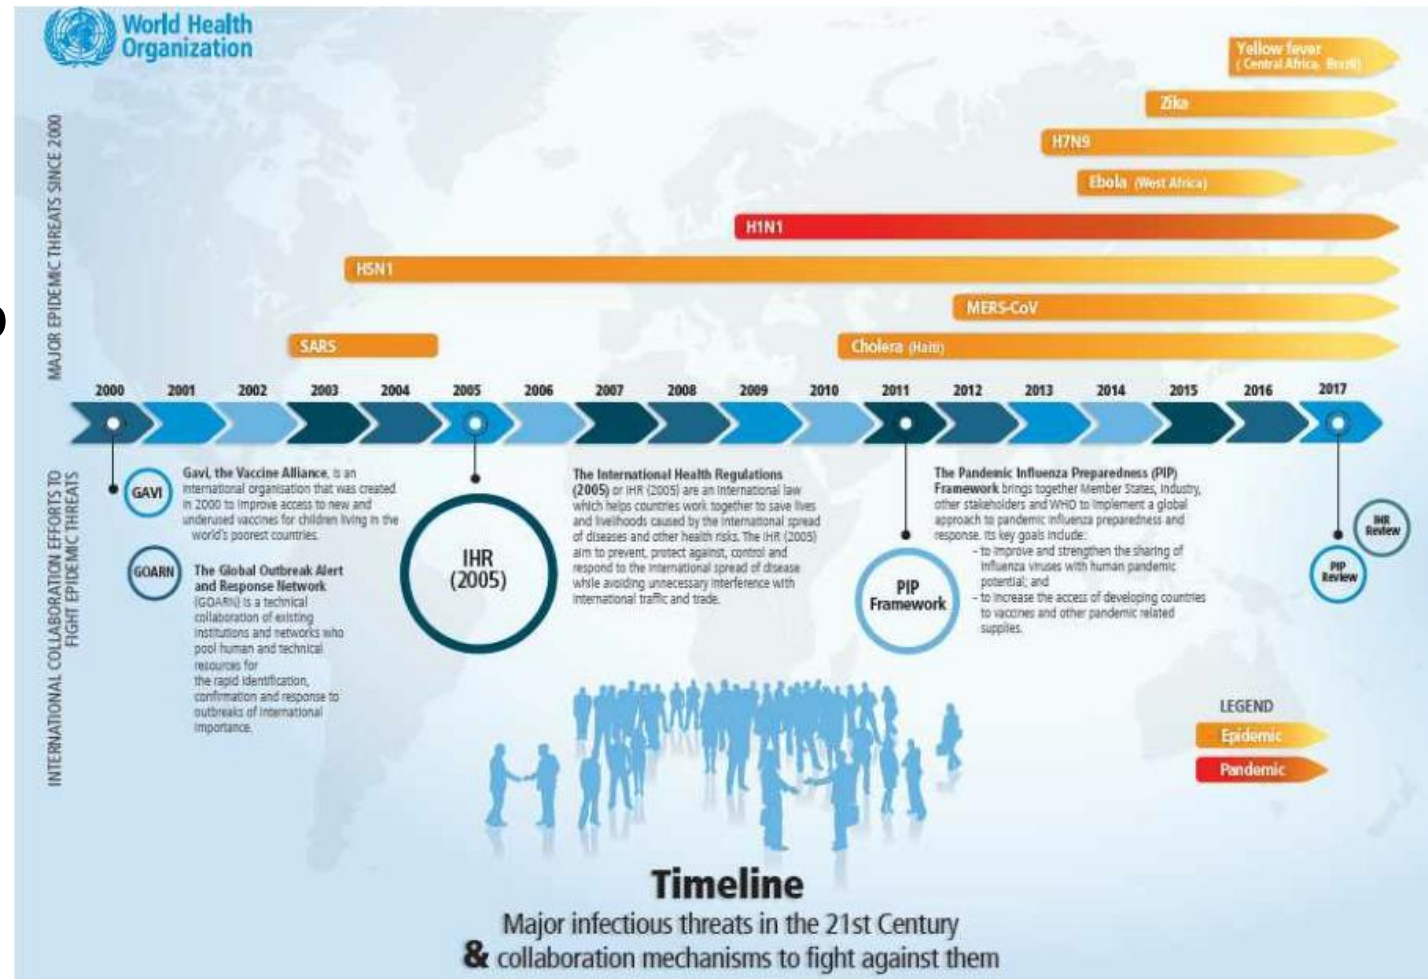 World Health
Organization
MAJOR EPIDEMIC THREATS SINCE 2000
Yellow fever
(Central Africa, Brazil)
Zika
H7N9
Ebola (West Africa)
H1N1
H5N1
MERS-CoV
SARS
Cholera (Haiti)
2000 2001 2002 2003 2004 2005 2006 2007 2008 2009 2010 2011 2012 2013 2014 2015 2016 2017
INTERNATIONAL COLLABORATION EFFORTS TO
FIGHT EPIDEMIC THREATS
GAVI
Gavi, the Vaccine Alliance, is an
international organisation that was created
in 2000 to improve access to new and
underused vaccines for children living in the
world's poorest countries.
GOARN
The Global Outbreak Alert
and Response Network
(GOARN) is a technical
collaboration of existing
institutions and networks who
pool human and technical
resources for
the rapid identification,
confirmation and response to
outbreaks of international
importance.
IHR
(2005)
The International Health Regulations
(2005) or IHR (2005) are an international law
which helps countries work together to save lives
and livelihoods caused by the international spread
of diseases and other health risks. The IHR (2005)
aim to prevent, protect against, control and
respond to the international spread of disease
while avoiding unnecessary interference with
international traffic and trade.
PIP
Framework
The Pandemic Influenza Preparedness (PIP)
Framework brings together Member States, industry,
other stakeholders and WHO to implement a global
approach to pandemic influenza preparedness and
response. Its key goals include:
- to improve and strengthen the sharing of
influenza viruses with human pandemic
potential; and
- to increase the access of developing countries
to vaccines and other pandemic related
supplies.
IHR
Review
PIP
Review
LEGEND
Epidemic
Pandemic
Timeline
Major infectious threats in the 21st Century
& collaboration mechanisms to fight against them